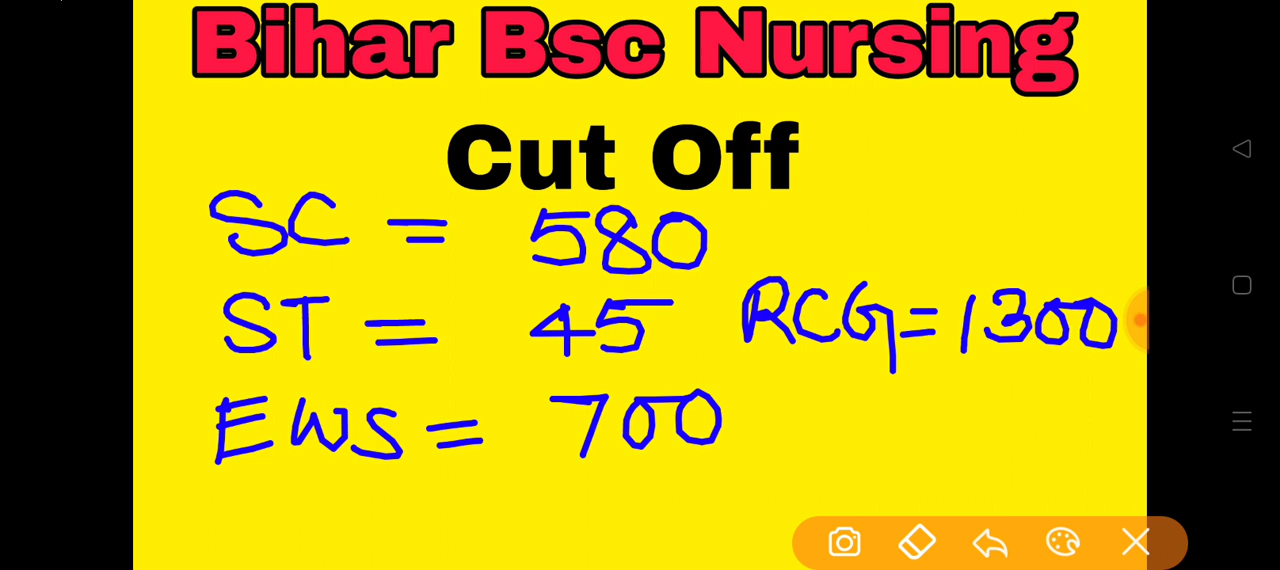 Bihar Bsc Nursing
Cut Off
SC = 580
ST = 45
RCG = 1300
EWS = 700